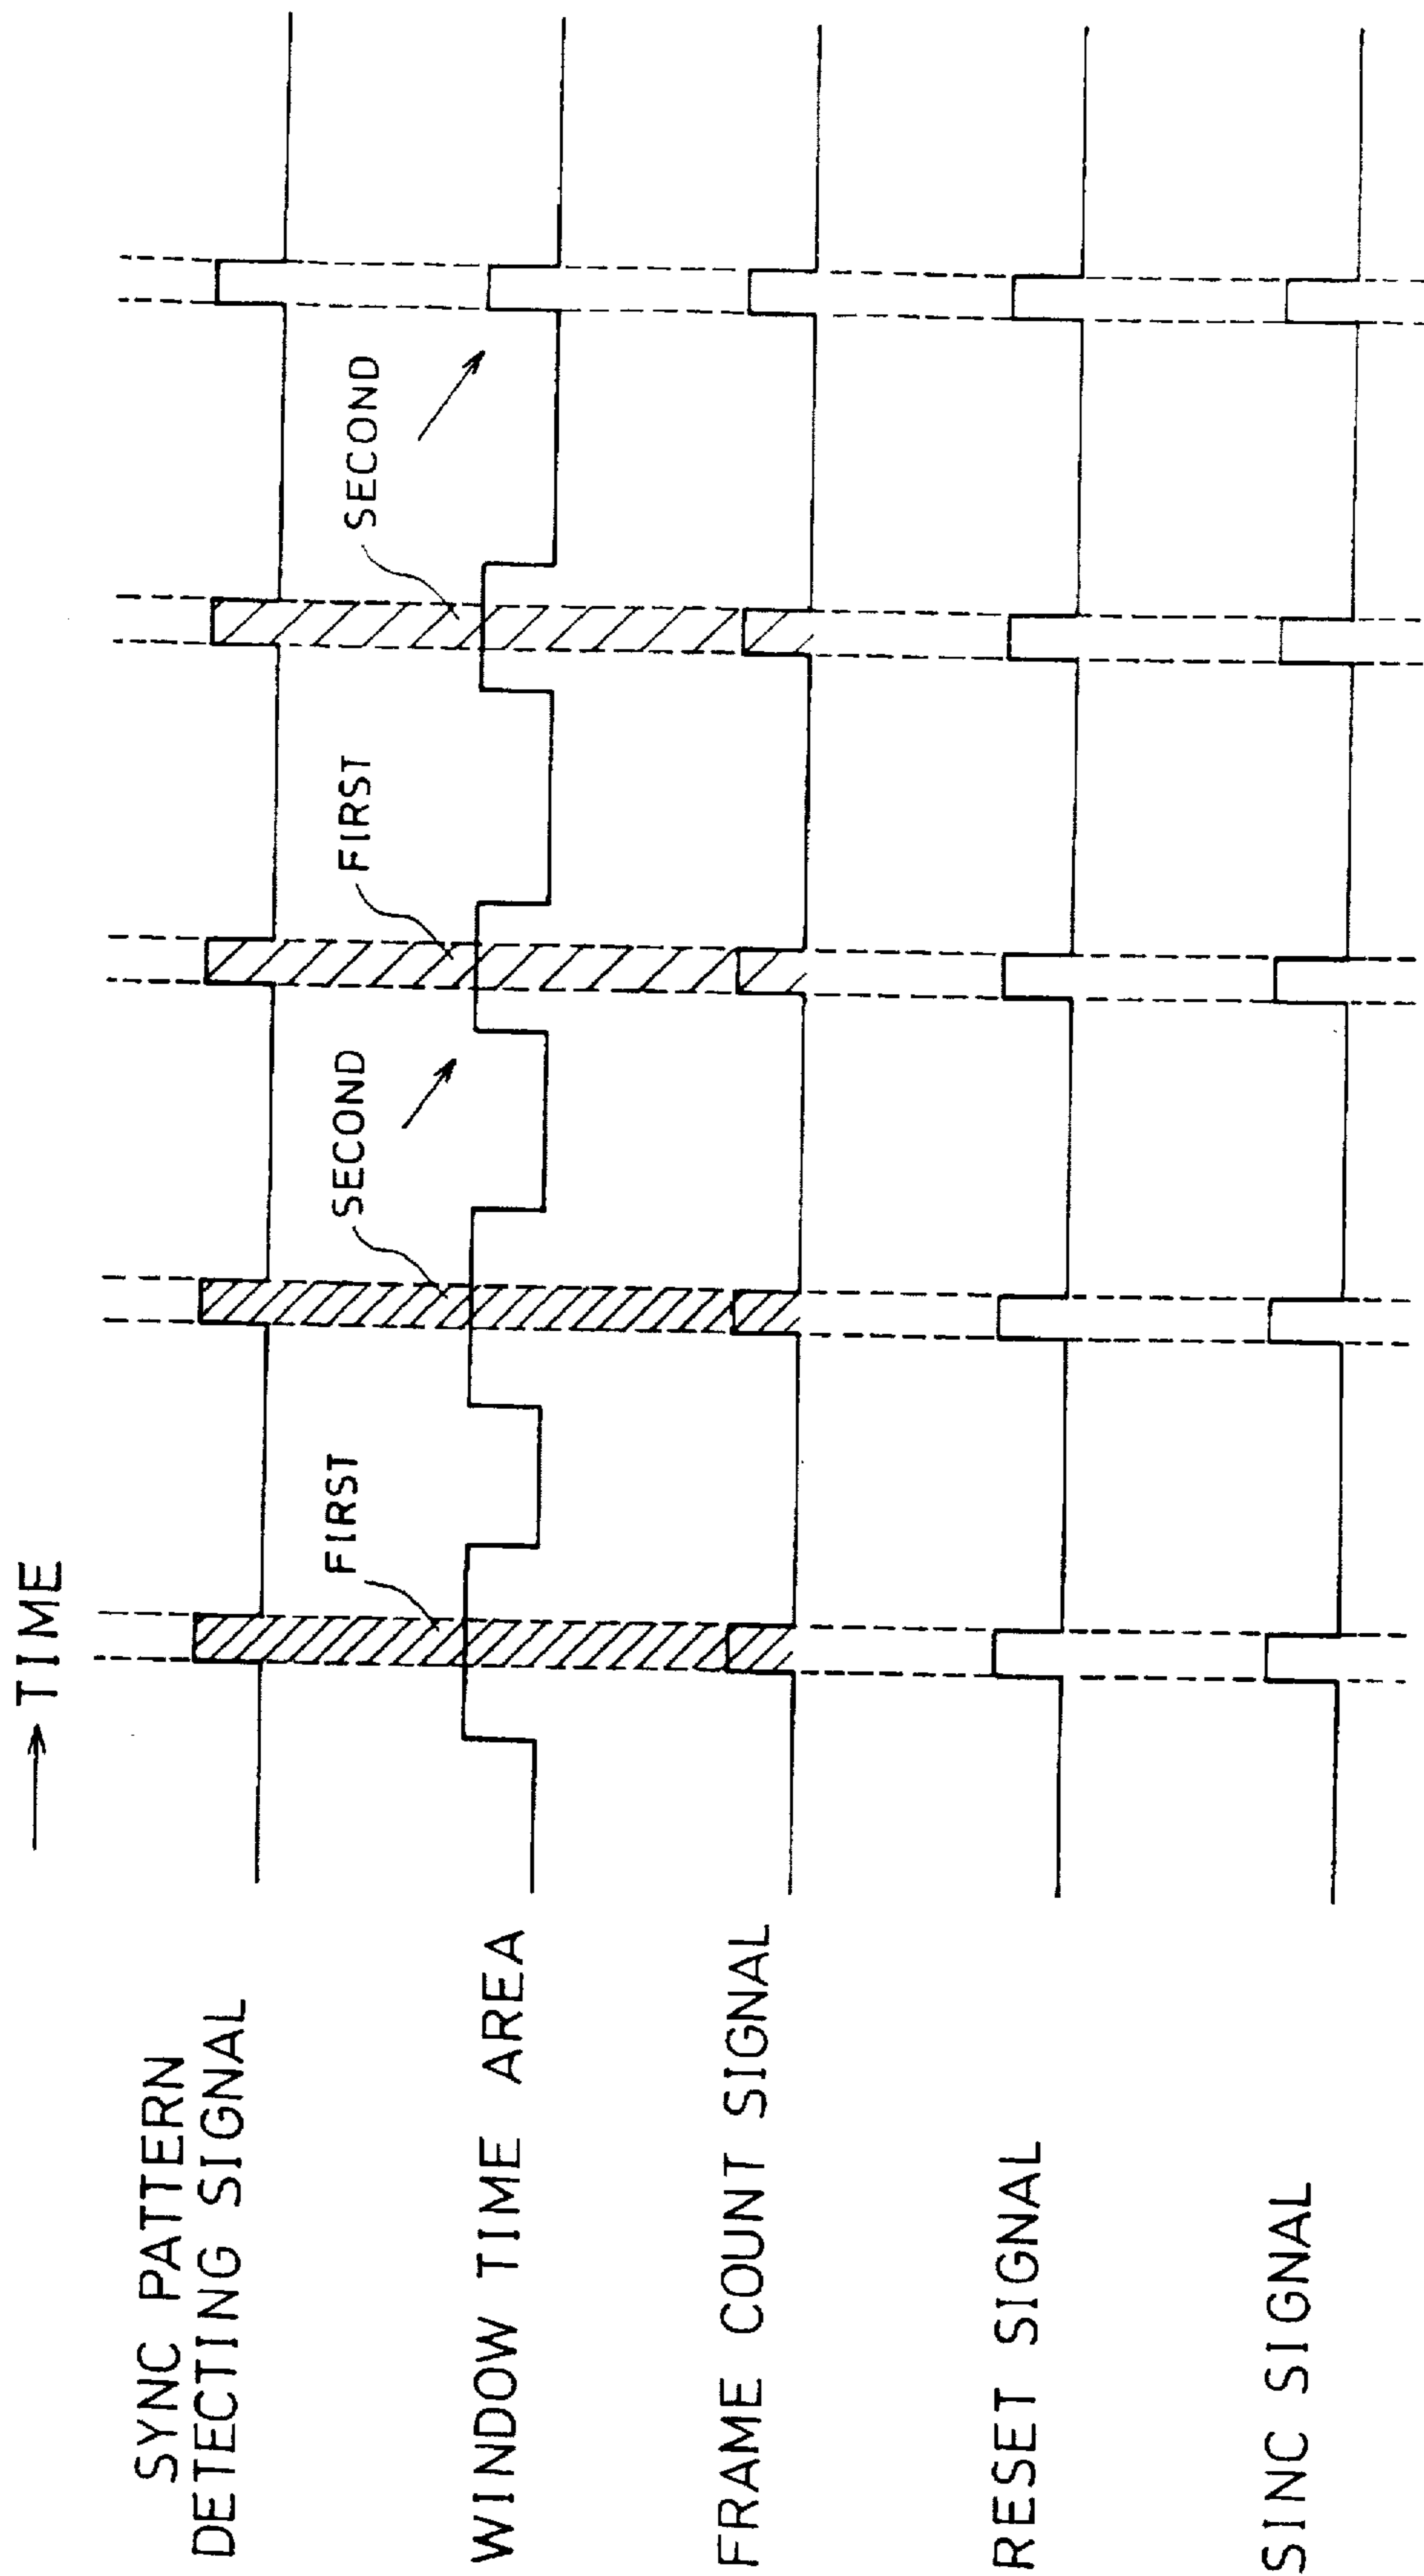 TIME
SYNC PATTERN
DETECTING SIGNAL
FIRST
SECOND
FIRST
SECOND
WINDOW TIME AREA
FRAME COUNT SIGNAL
RESET SIGNAL
SINC SIGNAL